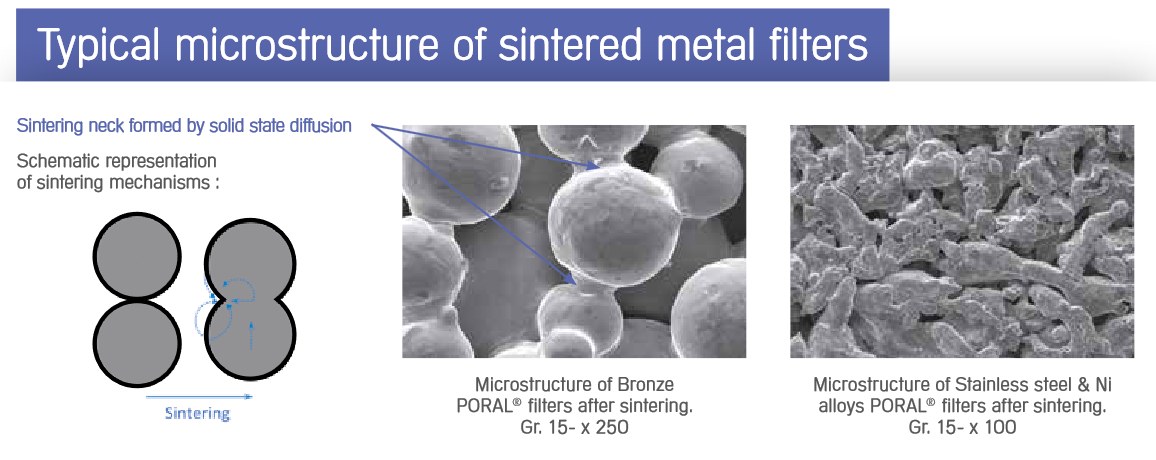 Typical microstructure of sintered metal filters
Sintering neck formed by solid state diffusion
Schematic representation
of sintering mechanisms :
Sintering
Microstructure of Bronze
PORAL® filters after sintering.
Gr. 15- x 250
Microstructure of Stainless steel & Ni
alloys PORAL® filters after sintering.
Gr. 15- x 100